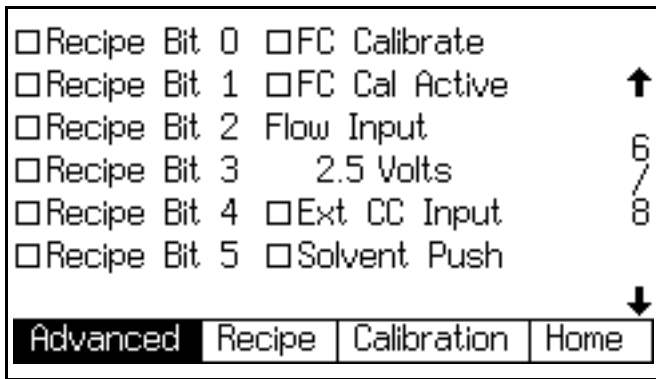 □Recipe Bit 0 □FC Calibrate
□Recipe Bit 1 □FC Cal Active
□Recipe Bit 2 Flow Input
□Recipe Bit 3 2.5 Volts
□Recipe Bit 4 □Ext CC Input
□Recipe Bit 5 □Solvent Push
6/8
Advanced Recipe Calibration Home